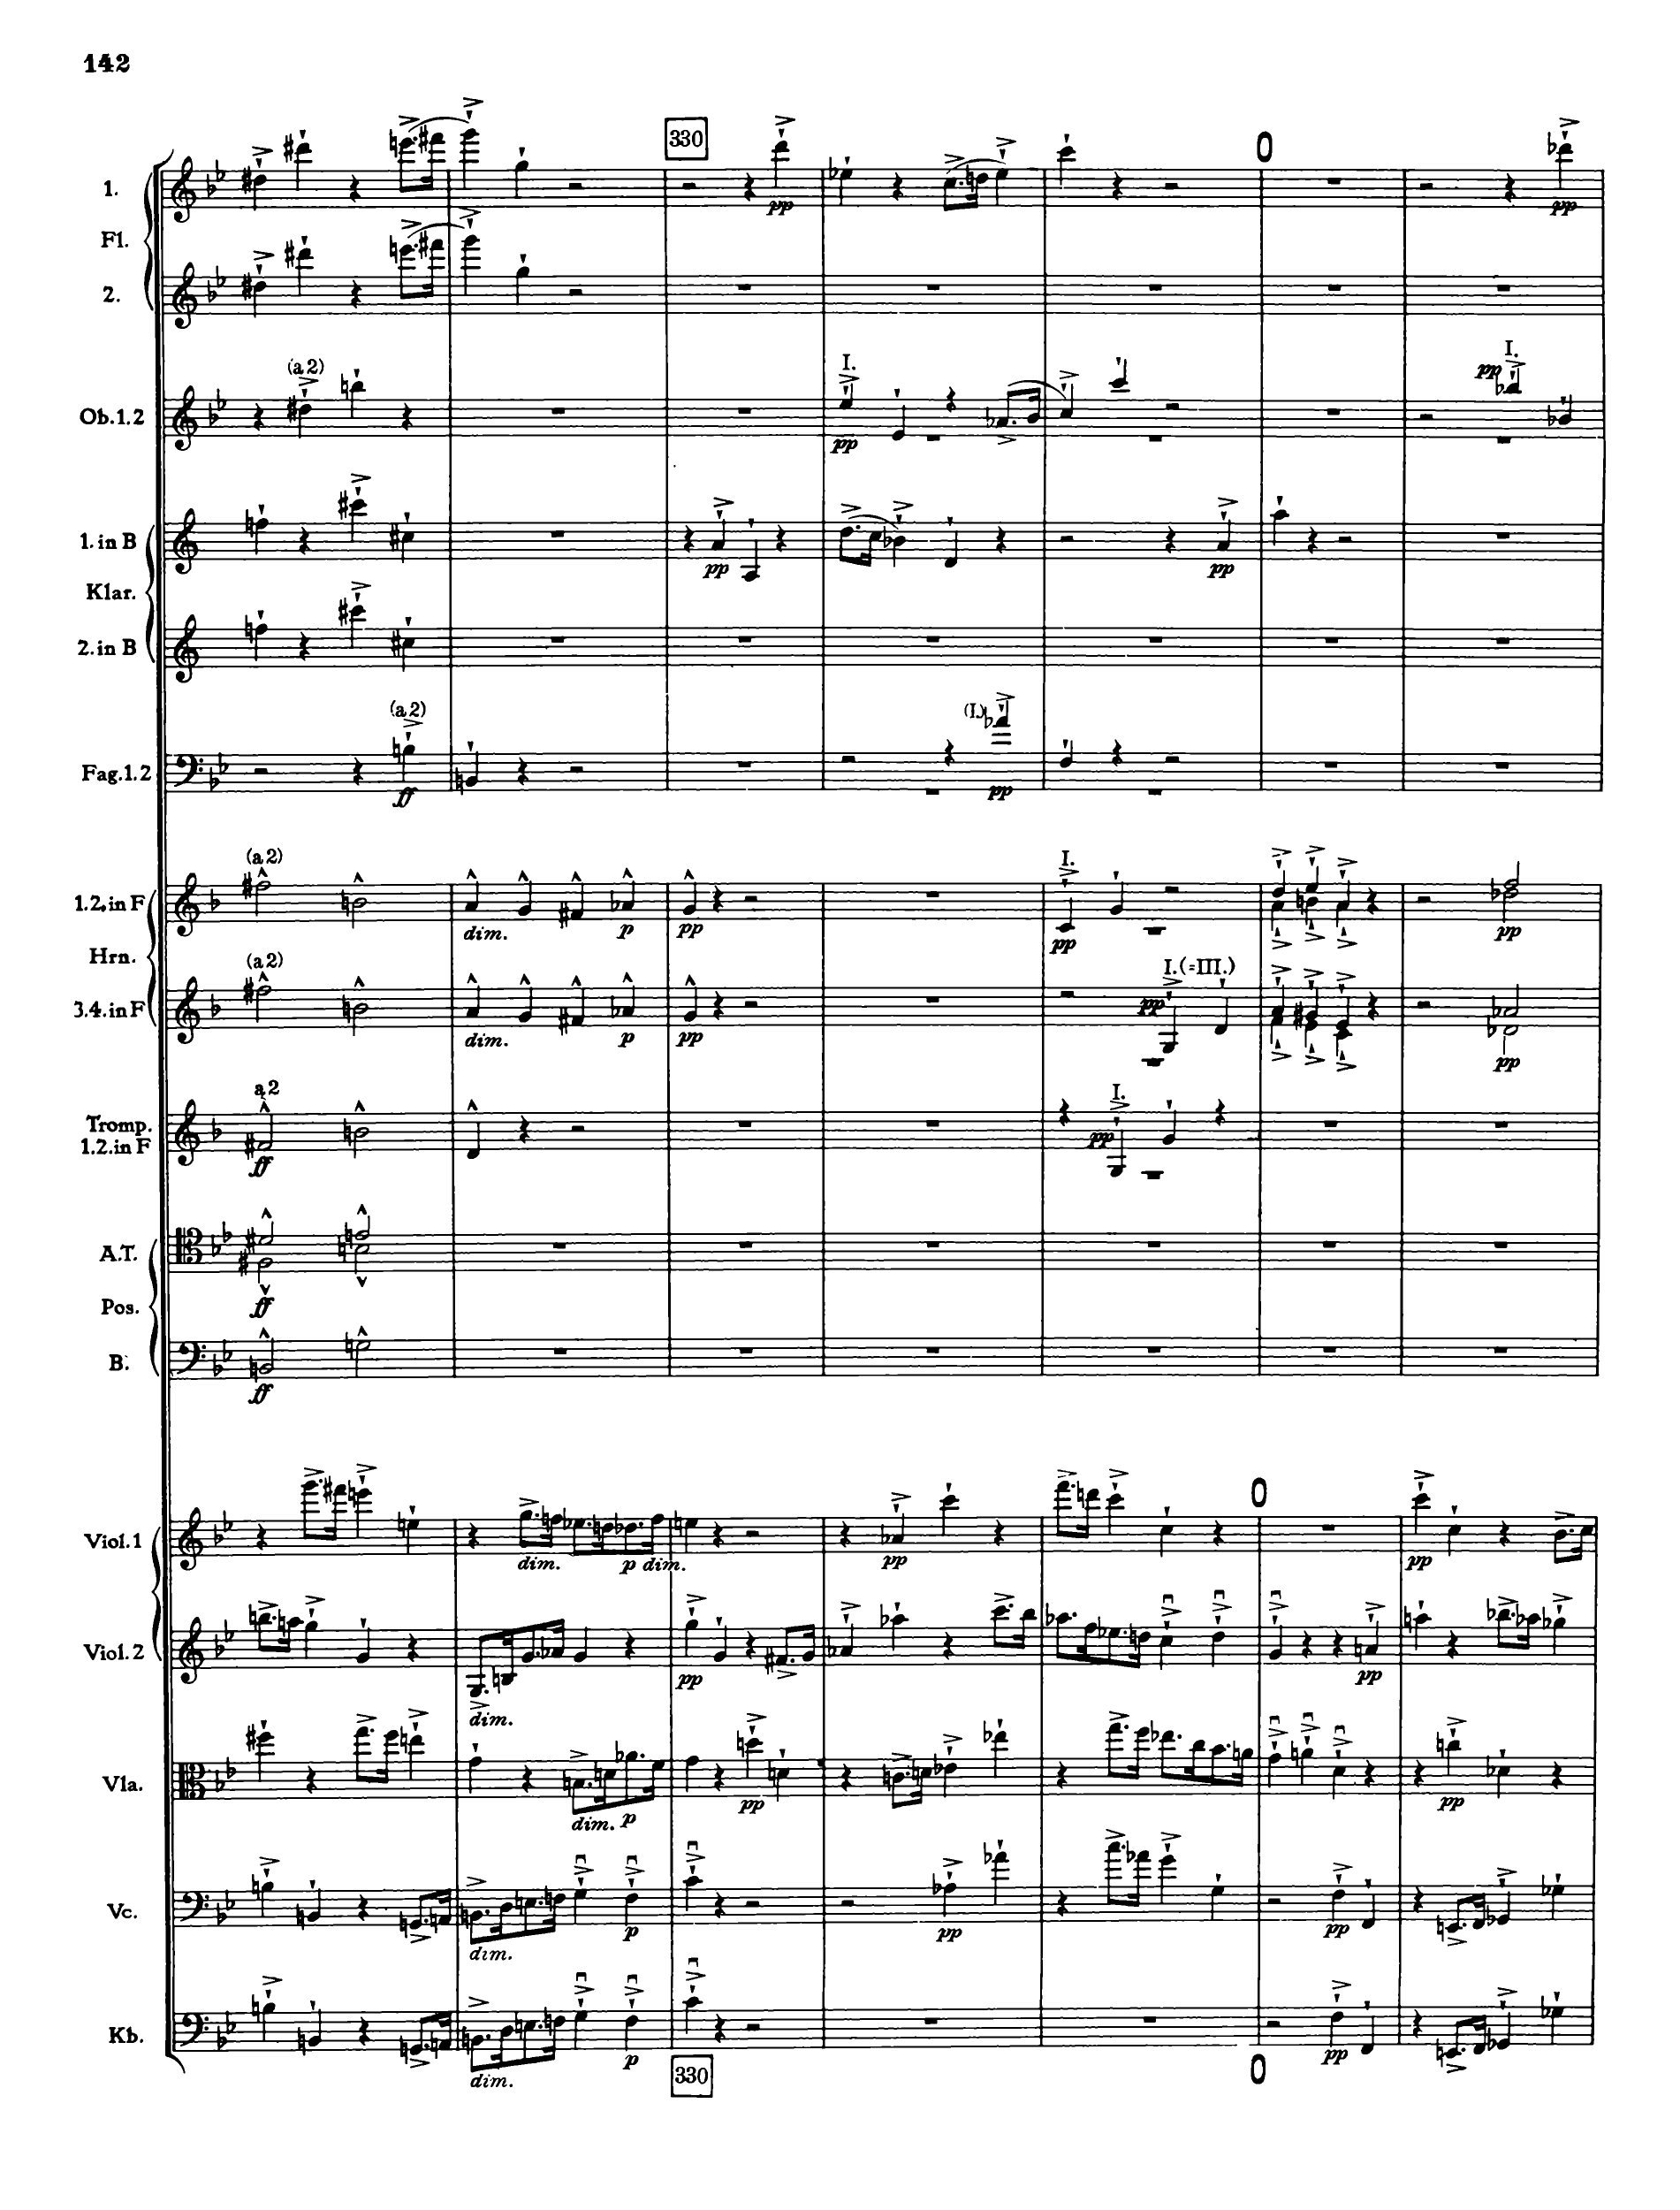 142
330
O
1.
pp
pp
Fl.
2.
I.
pp
(a 2)
I.
Ob.1.2
pp
1. in B
pp
pp
Klar.
2. in B
(a 2)
(I.)
Fag.1.2
ff
pp
(a 2)
I.
1.2. in F
dim.
p
pp
pp
pp
Hrn.
(a 2)
I. (=III.)
3.4. in F
pp
dim.
p
pp
pp
a 2
I.
Tromp.
1.2. in F
pp
ff
A.T.
ff
Pos.
B.
ff
O
Viol. 1
dim.
p dim.
pp
pp
Viol. 2
pp
pp
dim.
Vla.
pp
pp
dim. p
Vc.
p
pp
pp
dim.
Kb.
p
pp
dim.
330
O